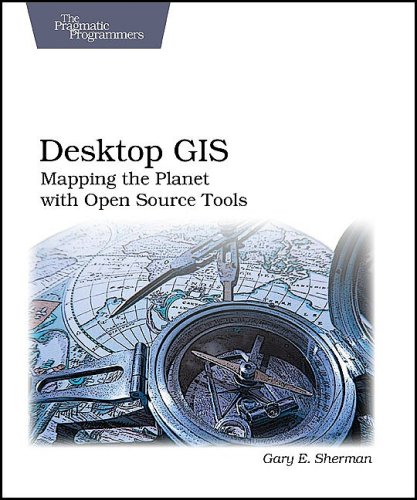 The
Pragmatic
Programmers
Desktop GIS
Mapping the Planet
with Open Source Tools
Gary E. Sherman